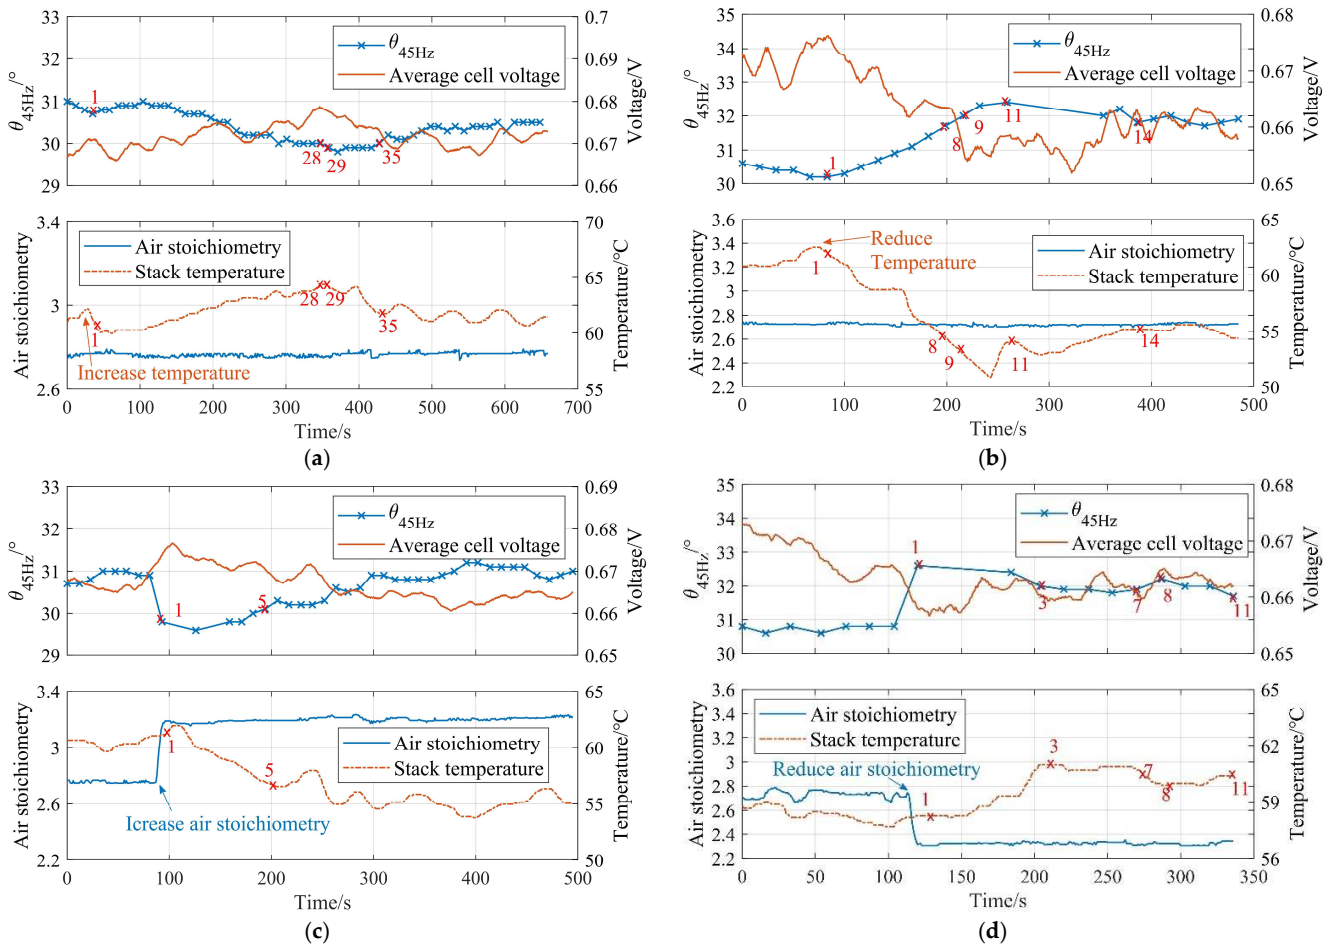 33
32
31
30
29
θ45Hz/°
0.7
0.69
0.68
0.67
0.66
Voltage/V
θ45Hz
Average cell voltage
1
28
29
35
3.4
3
2.6
Air stoichiometry
70
65
60
55
Temperature/°C
Air stoichiometry
Stack temperature
28
29
35
1
Increase temperature
0 100 200 300 400 500 600 700
Time/s
(a)
35
34
33
32
31
30
θ45Hz/°
0.68
0.67
0.66
0.65
Voltage/V
θ45Hz
Average cell voltage
1
8
9
11
14
3.6
3.4
3.2
3.0
2.8
2.6
2.4
2.2
Air stoichiometry
65
60
55
50
Temperature/°C
Reduce
Temperature
Air stoichiometry
Stack temperature
1
8
9
11
14
0 100 200 300 400 500
Time/s
(b)
33
32
31
30
29
θ45Hz/°
0.69
0.68
0.67
0.66
0.65
Voltage/V
θ45Hz
Average cell voltage
1
5
3.4
3
2.6
2.2
Air stoichiometry
65
60
55
50
Temperature/°C
Air stoichiometry
Stack temperature
1
5
Icrease air stoichiometry
0 100 200 300 400 500
Time/s
(c)
35
34
33
32
31
30
θ45Hz/°
0.68
0.67
0.66
0.65
Voltage/V
θ45Hz
Average cell voltage
1
3
7
8
11
3.6
3.4
3.2
3.0
2.8
2.6
2.4
2.2
Air stoichiometry
65
61
59
56
Temperature/°C
Air stoichiometry
Stack temperature
Reduce air stoichiometry
1
3
7
8
11
0 50 100 150 200 250 300 350
Time/s
(d)